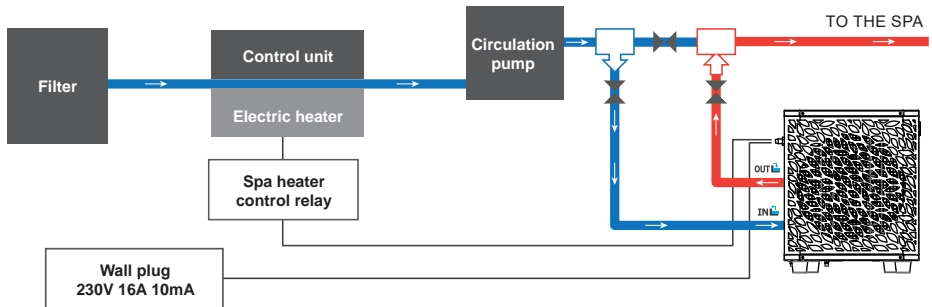 TO THE SPA
Circulation
pump
Control unit
Filter
Electric heater
OUT
Spa heater
control relay
IN
Wall plug
230V 16A 10mA